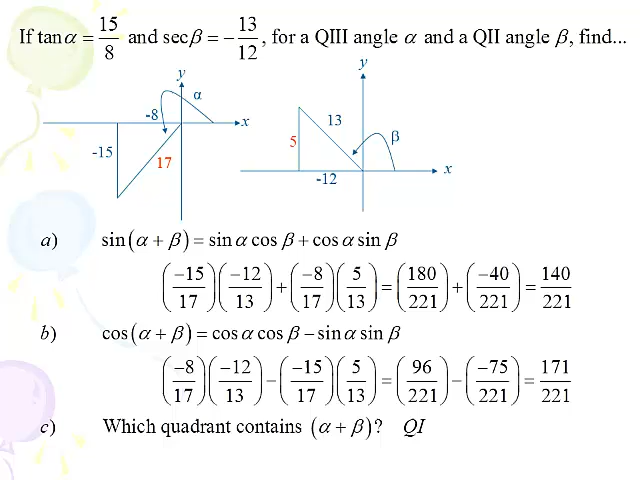 If tanα = 15/8 and secβ = −13/12, for a QIII angle α and a QII angle β, find...
y
α
-8
x
-15
17
y
13
β
5
x
-12
a) sin(α + β) = sin α cos β + cos α sin β
(−15/17)(−12/13) + (−8/17)(5/13) = (180/221) + (−40/221) = 140/221
b) cos(α + β) = cos α cos β − sin α sin β
(−8/17)(−12/13) − (−15/17)(5/13) = (96/221) − (−75/221) = 171/221
c) Which quadrant contains (α + β)? QI